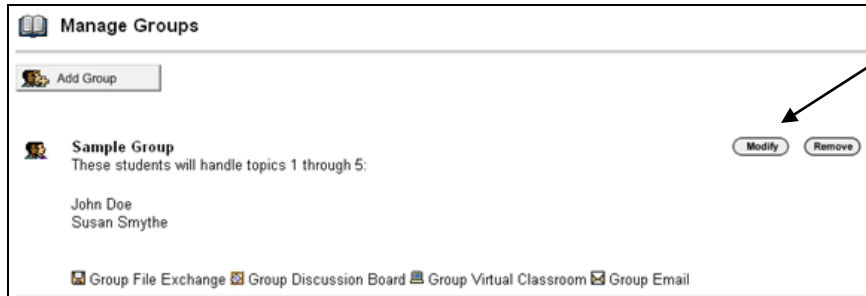 Manage Groups
Add Group
Sample Group
Modify Remove
These students will handle topics 1 through 5:
John Doe
Susan Smythe
Group File Exchange Group Discussion Board Group Virtual Classroom Group Email